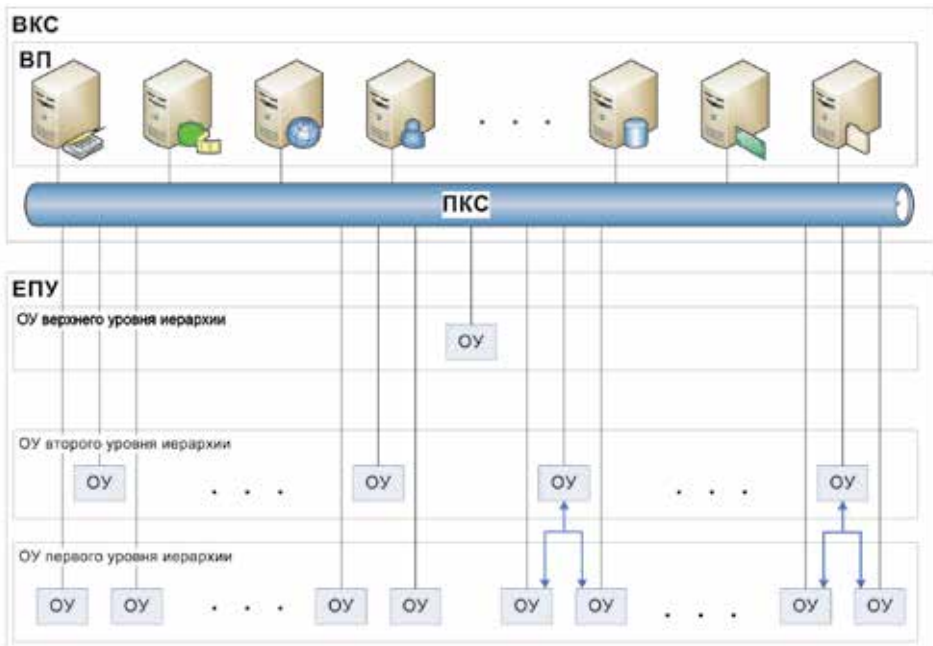 ВКС
ВП
. . .
ПКС
ЕПУ
ОУ верхнего уровня иерархии
ОУ
ОУ второго уровня иерархии
ОУ . . . ОУ ОУ . . . ОУ
ОУ первого уровня иерархии
ОУ ОУ . . . ОУ ОУ ОУ ОУ . . . ОУ ОУ